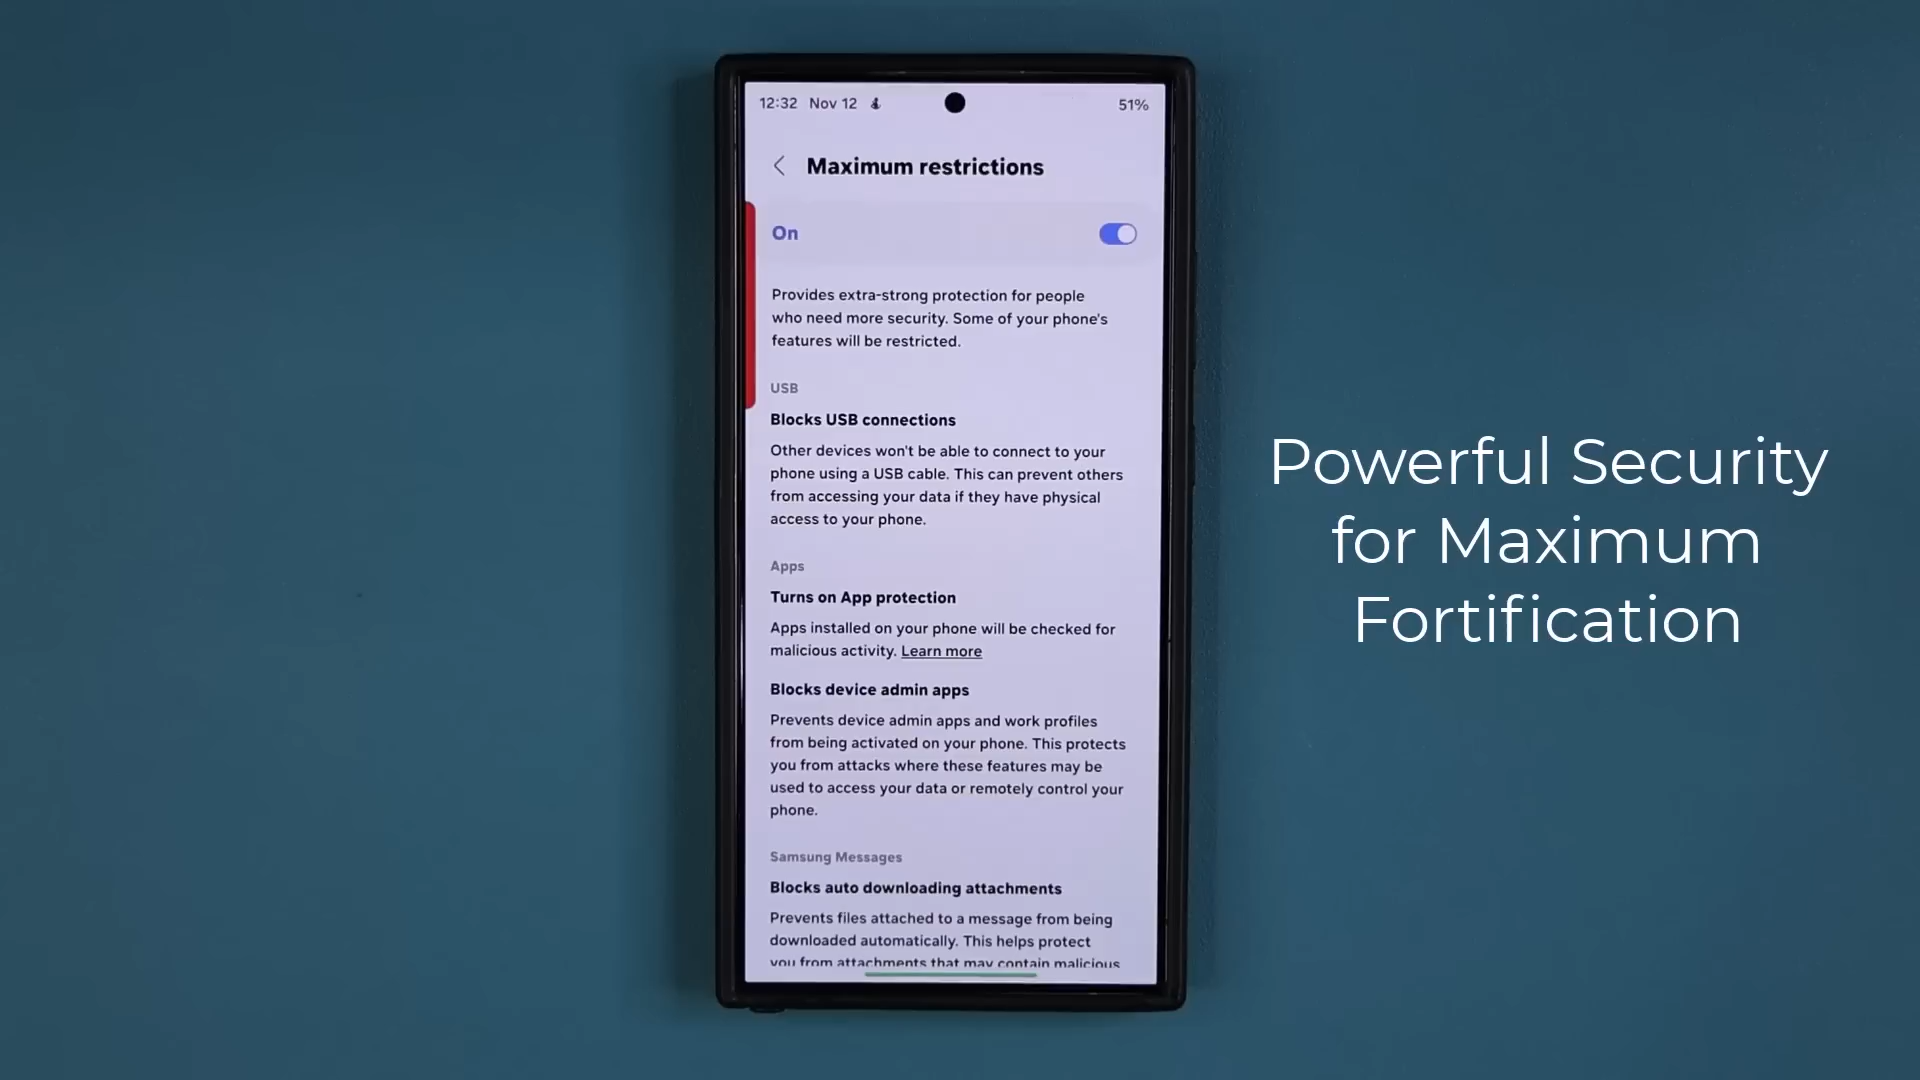 12:32 Nov 12
51%
Maximum restrictions
On
Provides extra-strong protection for people
who need more security. Some of your phone's
features will be restricted.
USB
Blocks USB connections
Other devices won't be able to connect to your
phone using a USB cable. This can prevent others
from accessing your data if they have physical
access to your phone.
Apps
Turns on App protection
Apps installed on your phone will be checked for
malicious activity. Learn more
Blocks device admin apps
Prevents device admin apps and work profiles
from being activated on your phone. This protects
you from attacks where these features may be
used to access your data or remotely control your
phone.
Samsung Messages
Blocks auto downloading attachments
Prevents files attached to a message from being
downloaded automatically. This helps protect
you from attachments that may contain malicious
Powerful Security
for Maximum
Fortification